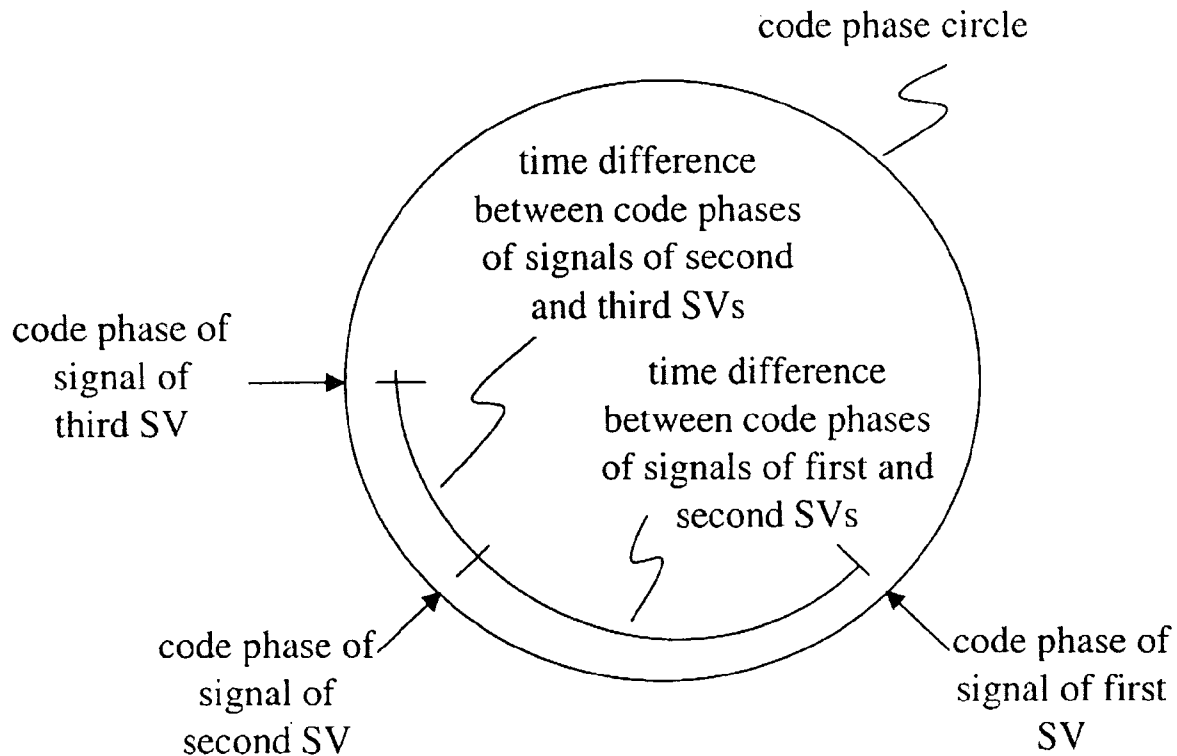 code phase circle
time difference
between code phases
of signals of second
and third SVs
code phase of
signal of
third SV
time difference
between code phases
of signals of first and
second SVs
code phase of
signal of
second SV
code phase of
signal of first
SV